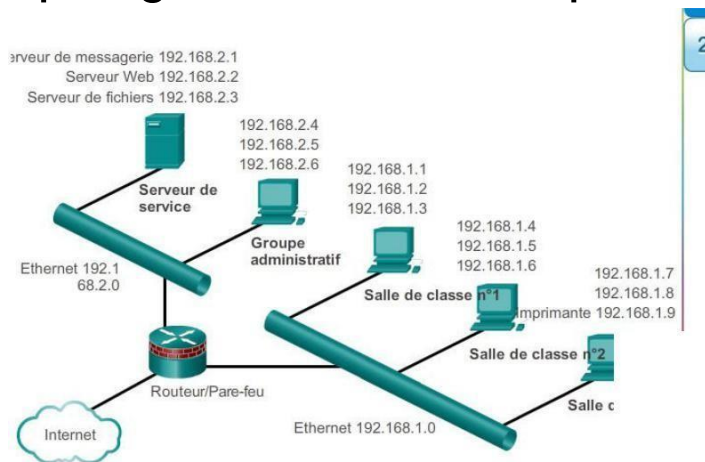 Serveur de messagerie 192.168.2.1
Serveur Web 192.168.2.2
Serveur de fichiers 192.168.2.3
2
192.168.2.4
192.168.2.5
192.168.2.6
Serveur de
service
192.168.1.1
192.168.1.2
192.168.1.3
Groupe
administratif
192.168.1.4
192.168.1.5
192.168.1.6
Ethernet 192.1
68.2.0
Salle de classe n°1
192.168.1.7
192.168.1.8
Imprimante 192.168.1.9
Salle de classe n°2
Routeur/Pare-feu
Salle
Internet
Ethernet 192.168.1.0